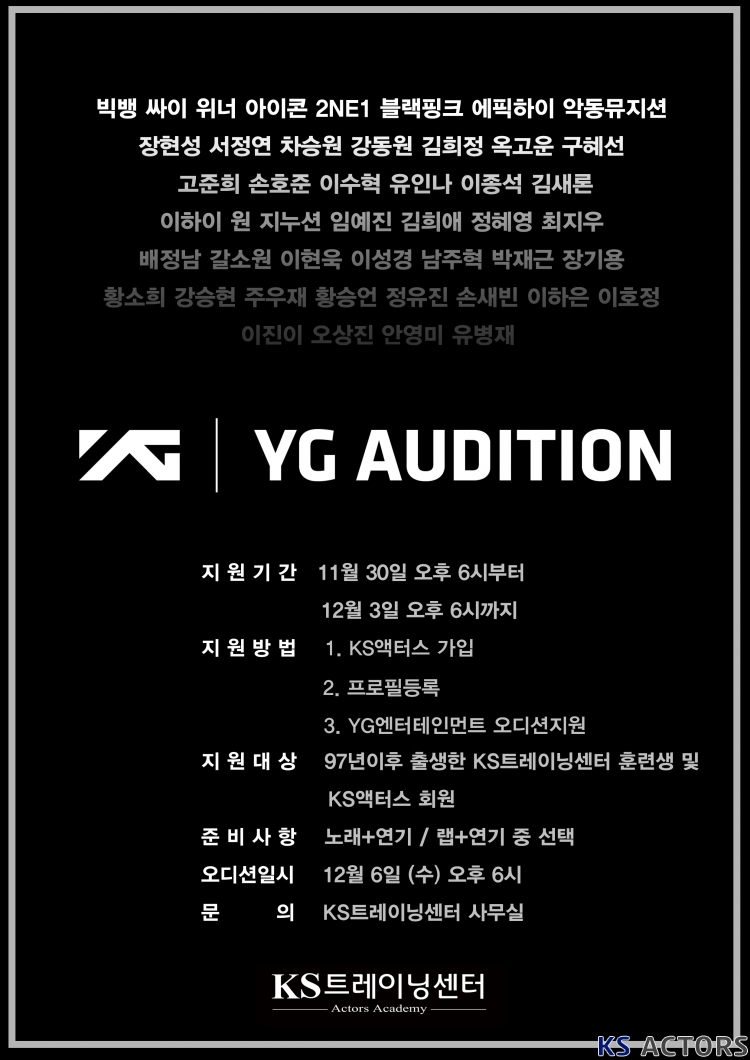 빅뱅 싸이 위너 아이콘 2NE1 블랙핑크 에픽하이 악동뮤지션
장현성 서정연 차승원 강동원 김희정 옥고운 구혜선
고준희 손호준 이수혁 유인나 이종석 김새론
이하이 원 지누션 임예진 김희애 정혜영 최지우
배정남 갈소원 이현욱 이성경 남주혁 박재근 장기용
황소희 강승현 주우재 황승언 정유진 손새빈 이하은 이호정
이진이 오상진 안영미 유병재
YG | YG AUDITION
지원기간 11월 30일 오후 6시부터
12월 3일 오후 6시까지
지원방법 1. KS액터스 가입
2. 프로필등록
3. YG엔터테인먼트 오디션지원
지원대상 97년이후 출생한 KS트레이닝센터 훈련생 및
KS액터스 회원
준비사항 노래+연기 / 랩+연기 중 선택
오디션일시 12월 6일 (수) 오후 6시
문의 KS트레이닝센터 사무실
KS트레이닝센터
Actors Academy
KS ACTORS